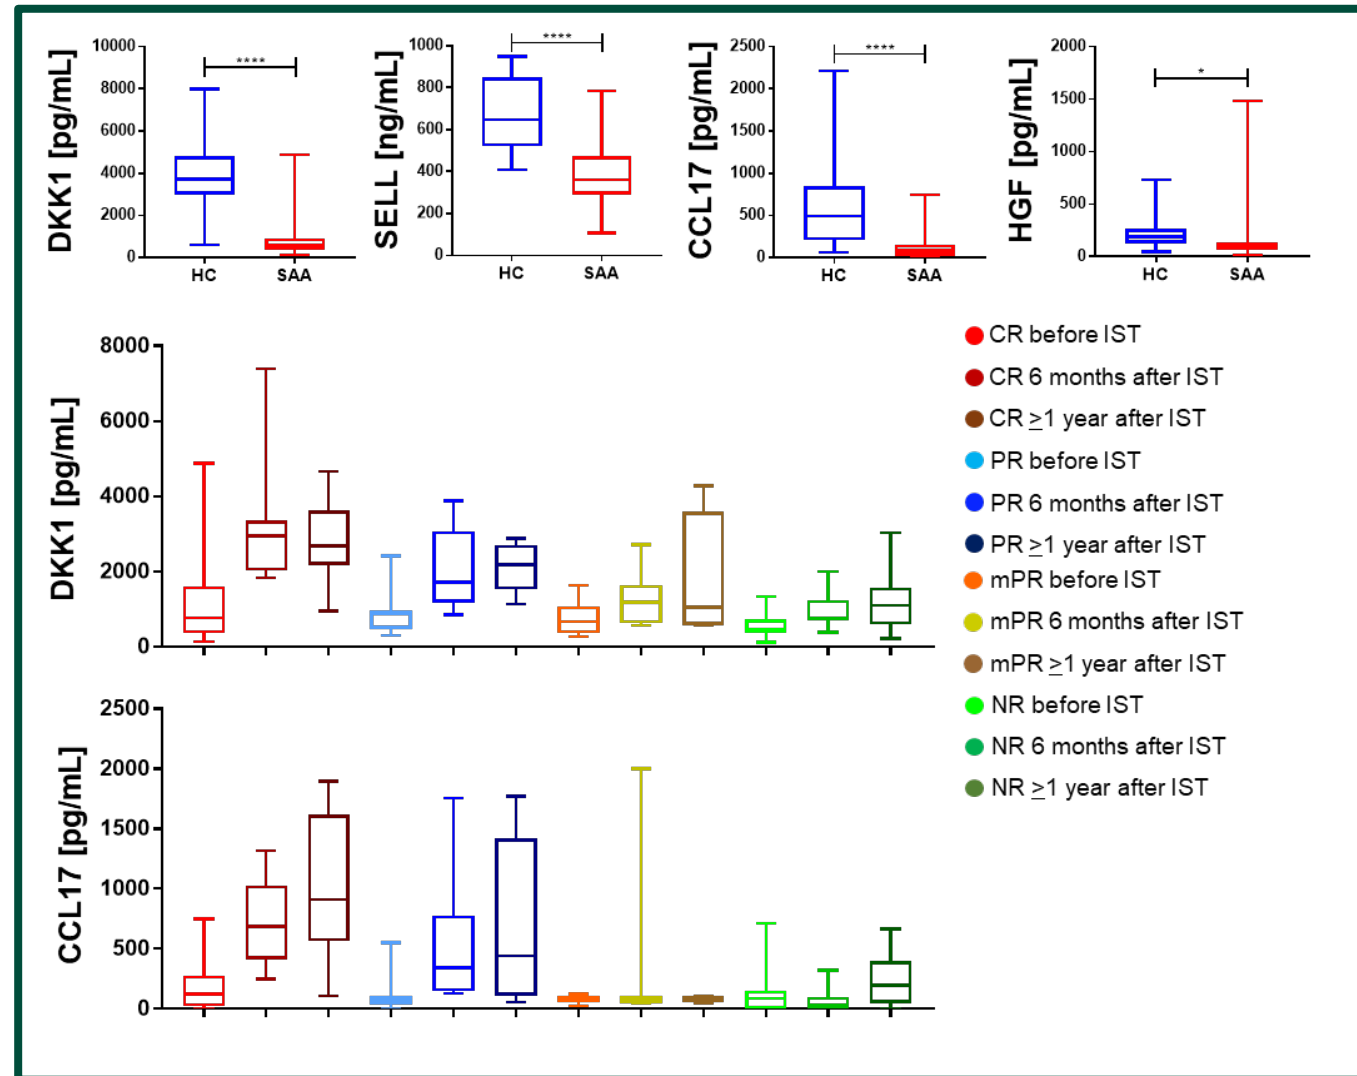 DKK1 [pg/mL]
10000
8000
6000
4000
2000
0
****
HC
SAA
SELL [ng/mL]
1000
800
600
400
200
0
****
HC
SAA
CCL17 [pg/mL]
2500
2000
1500
1000
500
0
****
HC
SAA
HGF [pg/mL]
2000
1500
1000
500
0
*
HC
SAA
DKK1 [pg/mL]
8000
6000
4000
2000
0
CR before IST
CR 6 months after IST
CR ≥1 year after IST
PR before IST
PR 6 months after IST
PR ≥1 year after IST
mPR before IST
mPR 6 months after IST
mPR ≥1 year after IST
NR before IST
NR 6 months after IST
NR ≥1 year after IST
CCL17 [pg/mL]
2500
2000
1500
1000
500
0